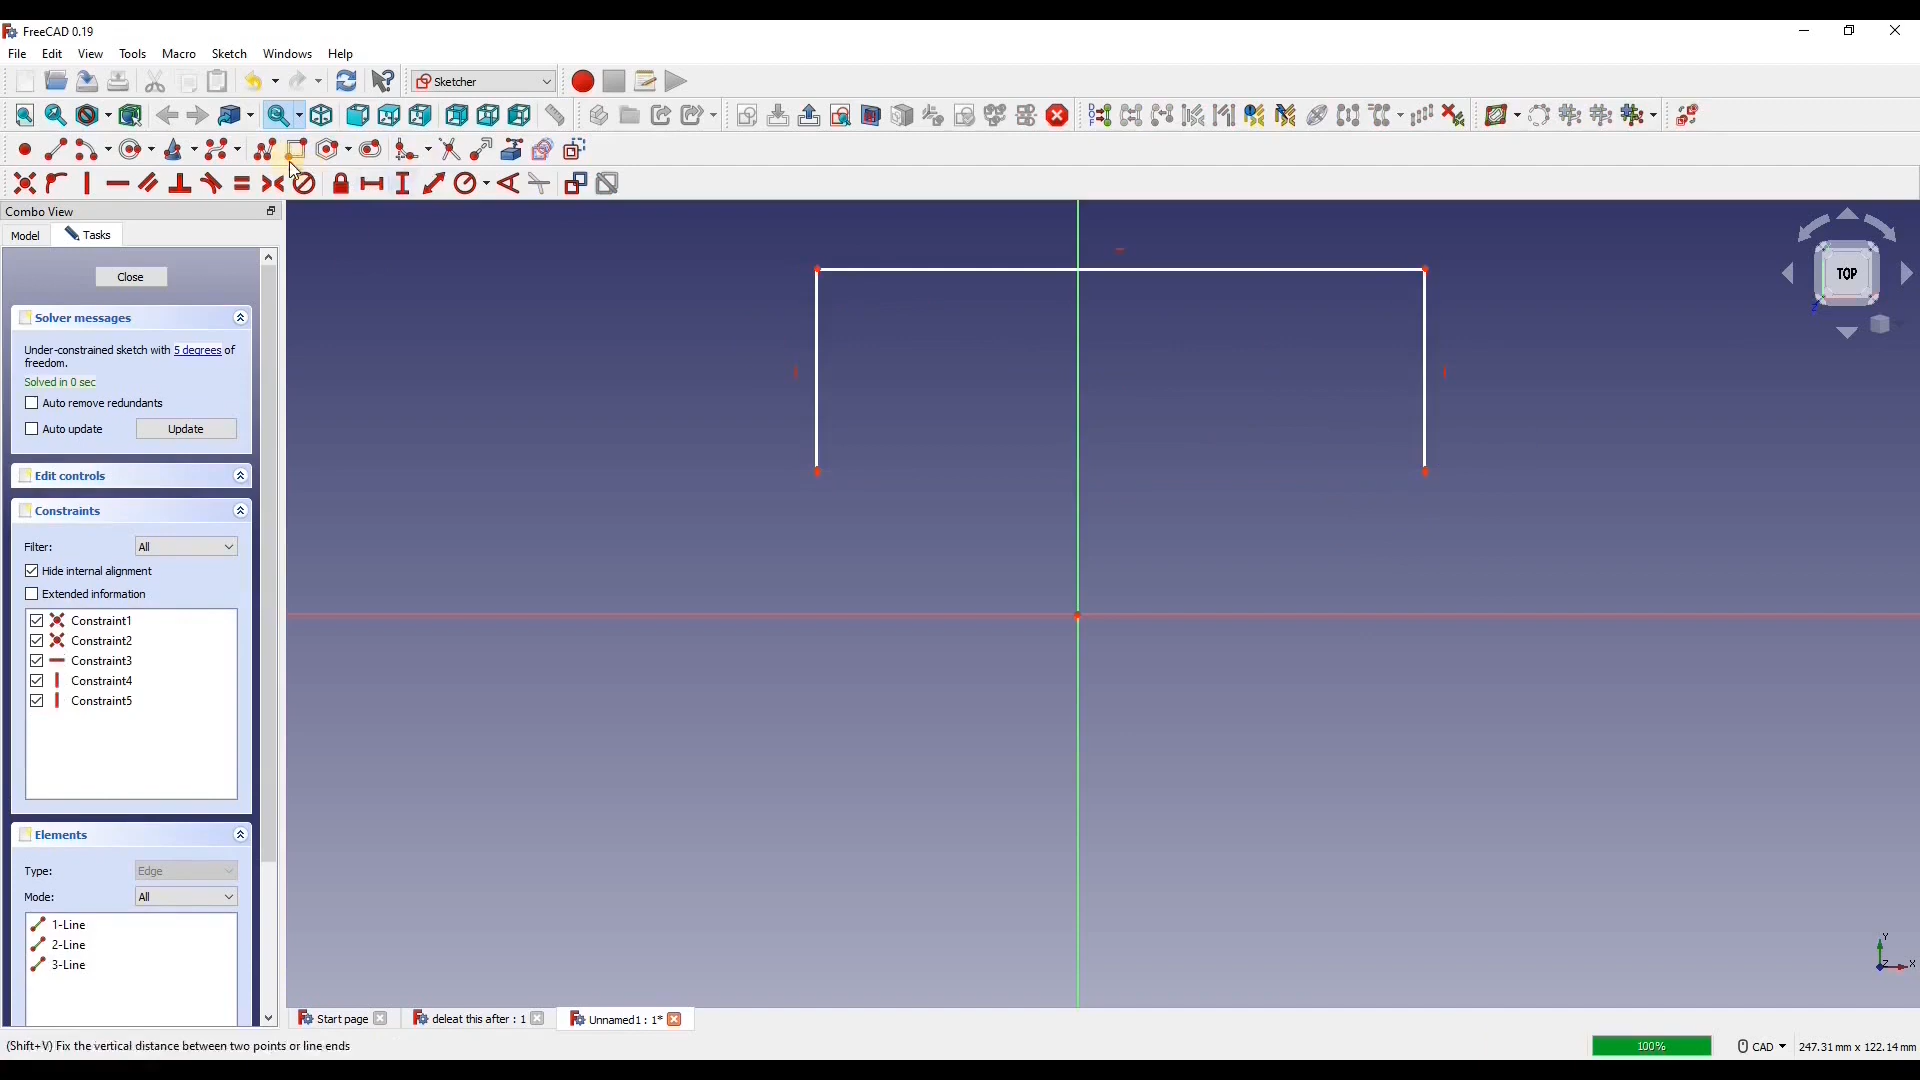 FreeCAD 0.19
File Edit View Tools Macro Sketch Windows Help
Sketcher
Combo View
Model Tasks
Close
Solver messages
Under-constrained sketch with 5 degrees of
freedom.
Solved in 0 sec
Auto remove redundants
Auto update Update
Edit controls
Constraints
Filter: All
Hide internal alignment
Extended information
Constraint1
Constraint2
Constraint3
Constraint4
Constraint5
Elements
Type: Edge
Mode: All
1-Line
2-Line
3-Line
TOP
Z
Y
Z X
Start page deleat this after : 1 Unnamed1 : 1*
(Shift+V) Fix the vertical distance between two points or line ends
100% CAD 247.31 mm x 122.14 mm